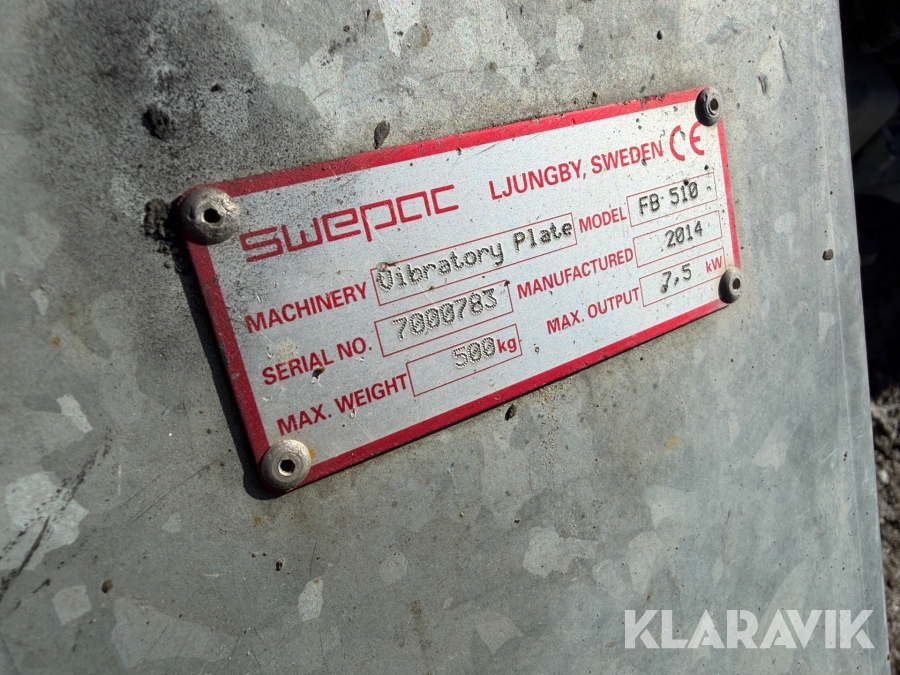 swepac LJUNGBY, SWEDEN CE
MACHINERY Vibratory Plate MODEL FB 510
SERIAL NO. 7000783 MANUFACTURED 2014
MAX. WEIGHT 500 kg MAX. OUTPUT 7,5 kW
KLARAVIK